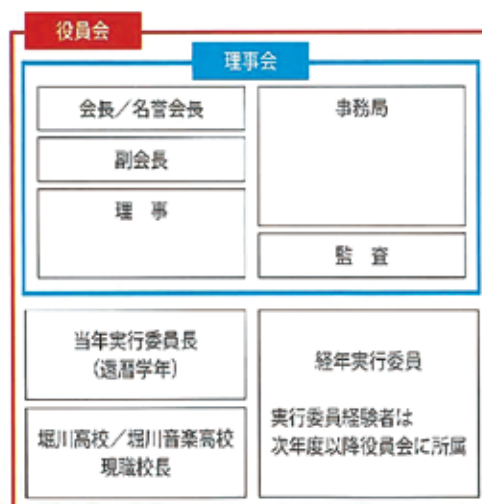 役員会
理事会
会長／名誉会長
事務局
副会長
理　事
監　査
当年実行委員長
（還暦学年）
堀川高校／堀川音楽高校
現職校長
経年実行委員
実行委員経験者は
次年度以降役員会に所属